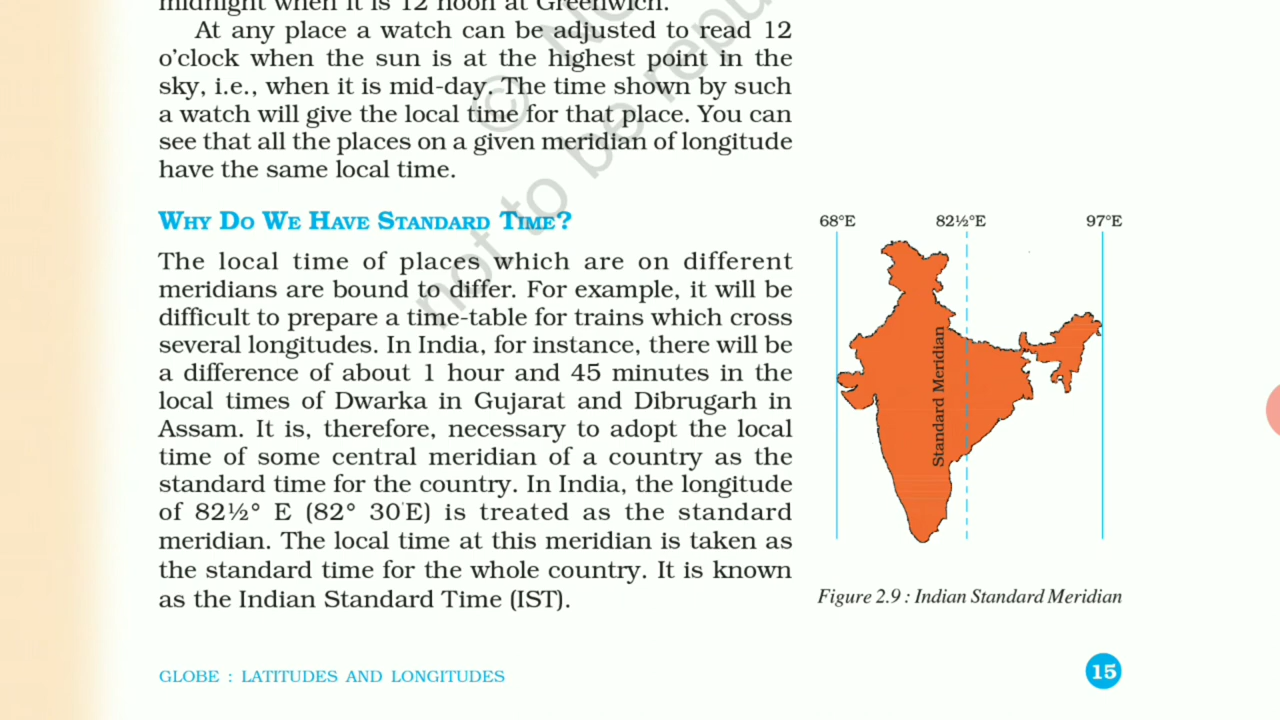 midnight when it is 12 noon at Greenwich.
At any place a watch can be adjusted to read 12
o'clock when the sun is at the highest point in the
sky, i.e., when it is mid-day. The time shown by such
a watch will give the local time for that place. You can
see that all the places on a given meridian of longitude
have the same local time.
WHY DO WE HAVE STANDARD TIME?
The local time of places which are on different
meridians are bound to differ. For example, it will be
difficult to prepare a time-table for trains which cross
several longitudes. In India, for instance, there will be
a difference of about 1 hour and 45 minutes in the
local times of Dwarka in Gujarat and Dibrugarh in
Assam. It is, therefore, necessary to adopt the local
time of some central meridian of a country as the
standard time for the country. In India, the longitude
of 82½° E (82° 30'E) is treated as the standard
meridian. The local time at this meridian is taken as
the standard time for the whole country. It is known
as the Indian Standard Time (IST).
68°E 82½°E 97°E
Standard Meridian
Figure 2.9 : Indian Standard Meridian
GLOBE : LATITUDES AND LONGITUDES
15
©
not to be